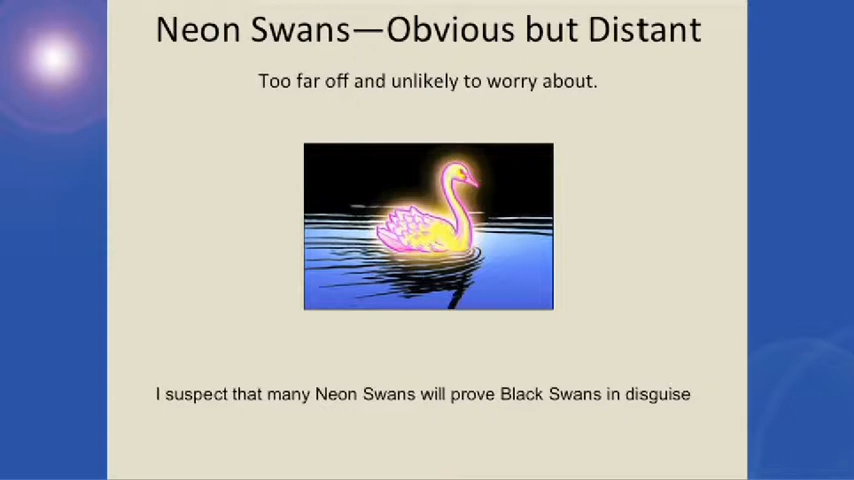 Neon Swans—Obvious but Distant
Too far off and unlikely to worry about.
I suspect that many Neon Swans will prove Black Swans in disguise